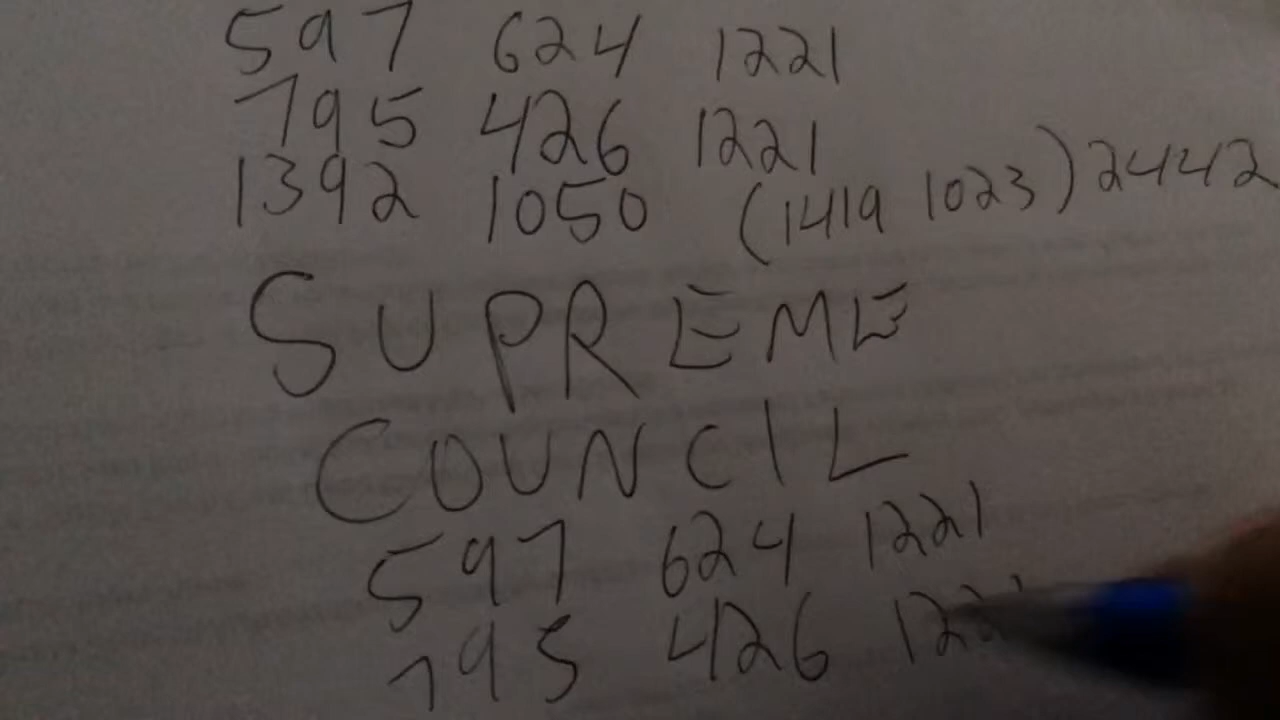 597 624 1221
795 426 1221
1392 1050 (1419 1023) 2442
SUPREME
COUNCIL
597 624 1221
795 426